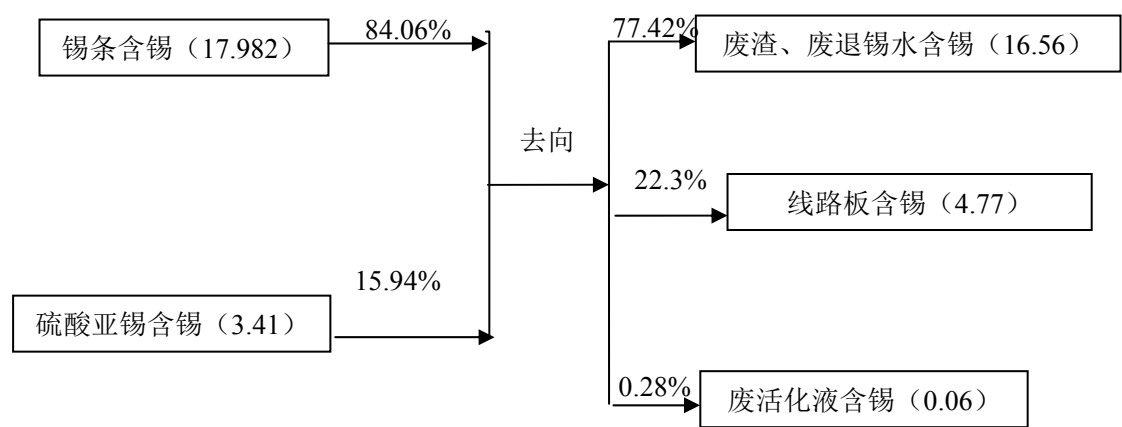 锡条含锡（17.982）
84.06%
77.42%
废渣、废退锡水含锡（16.56）
去向
22.3%
线路板含锡（4.77）
15.94%
硫酸亚锡含锡（3.41）
0.28%
废活化液含锡（0.06）